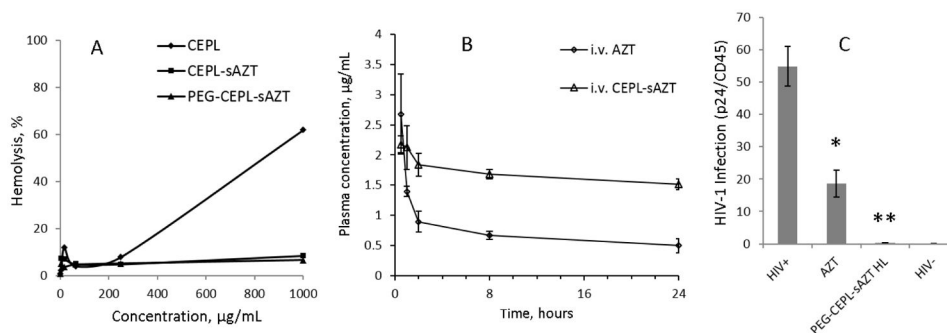 A
CEPL
CEPL-sAZT
PEG-CEPL-sAZT
Hemolysis, %
100
80
60
40
20
0
0 200 400 600 800 1000
Concentration, µg/mL
B
i.v. AZT
i.v. CEPL-sAZT
Plasma concentration, µg/mL
4
3.5
3
2.5
2
1.5
1
0.5
0
0 8 16 24
Time, hours
C
HIV-1 Infection (p24/CD45)
70
60
50
40
30
20
10
0
*
**
HIV+
AZT
PEG-CEPL-sAZT HL
HIV-